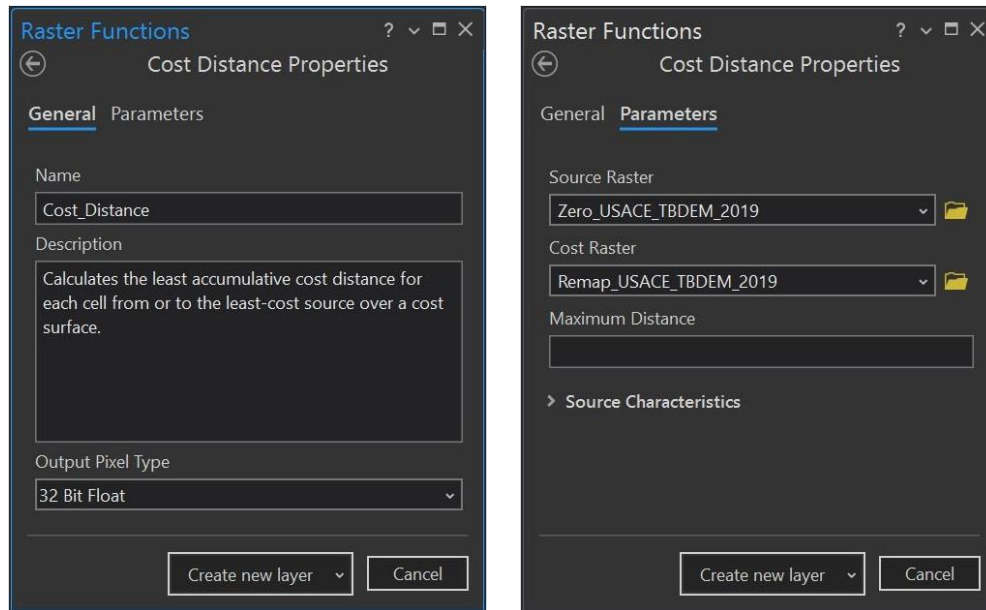 Raster Functions
Cost Distance Properties
General Parameters
Name
Cost_Distance
Description
Calculates the least accumulative cost distance for
each cell from or to the least-cost source over a cost
surface.
Output Pixel Type
32 Bit Float
Create new layer
Cancel
Raster Functions
Cost Distance Properties
General Parameters
Source Raster
Zero_USACE_TBDEM_2019
Cost Raster
Remap_USACE_TBDEM_2019
Maximum Distance
Source Characteristics
Create new layer
Cancel